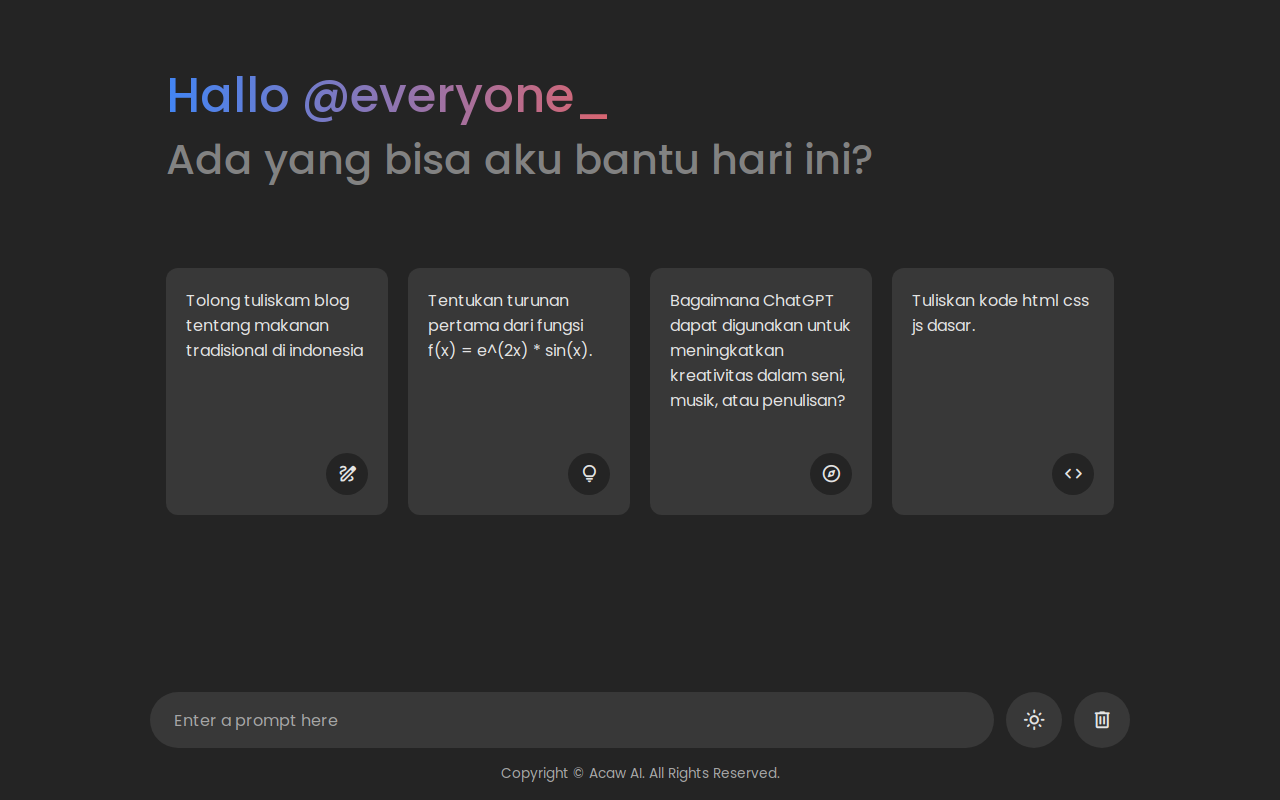 Hallo @everyone_
Ada yang bisa aku bantu hari ini?
Tolong tuliskam blog
tentang makanan
tradisional di indonesia
Tentukan turunan
pertama dari fungsi
f(x) = e^(2x) * sin(x).
Bagaimana ChatGPT
dapat digunakan untuk
meningkatkan
kreativitas dalam seni,
musik, atau penulisan?
Tuliskan kode html css
js dasar.
Enter a prompt here
Copyright © Acaw AI. All Rights Reserved.